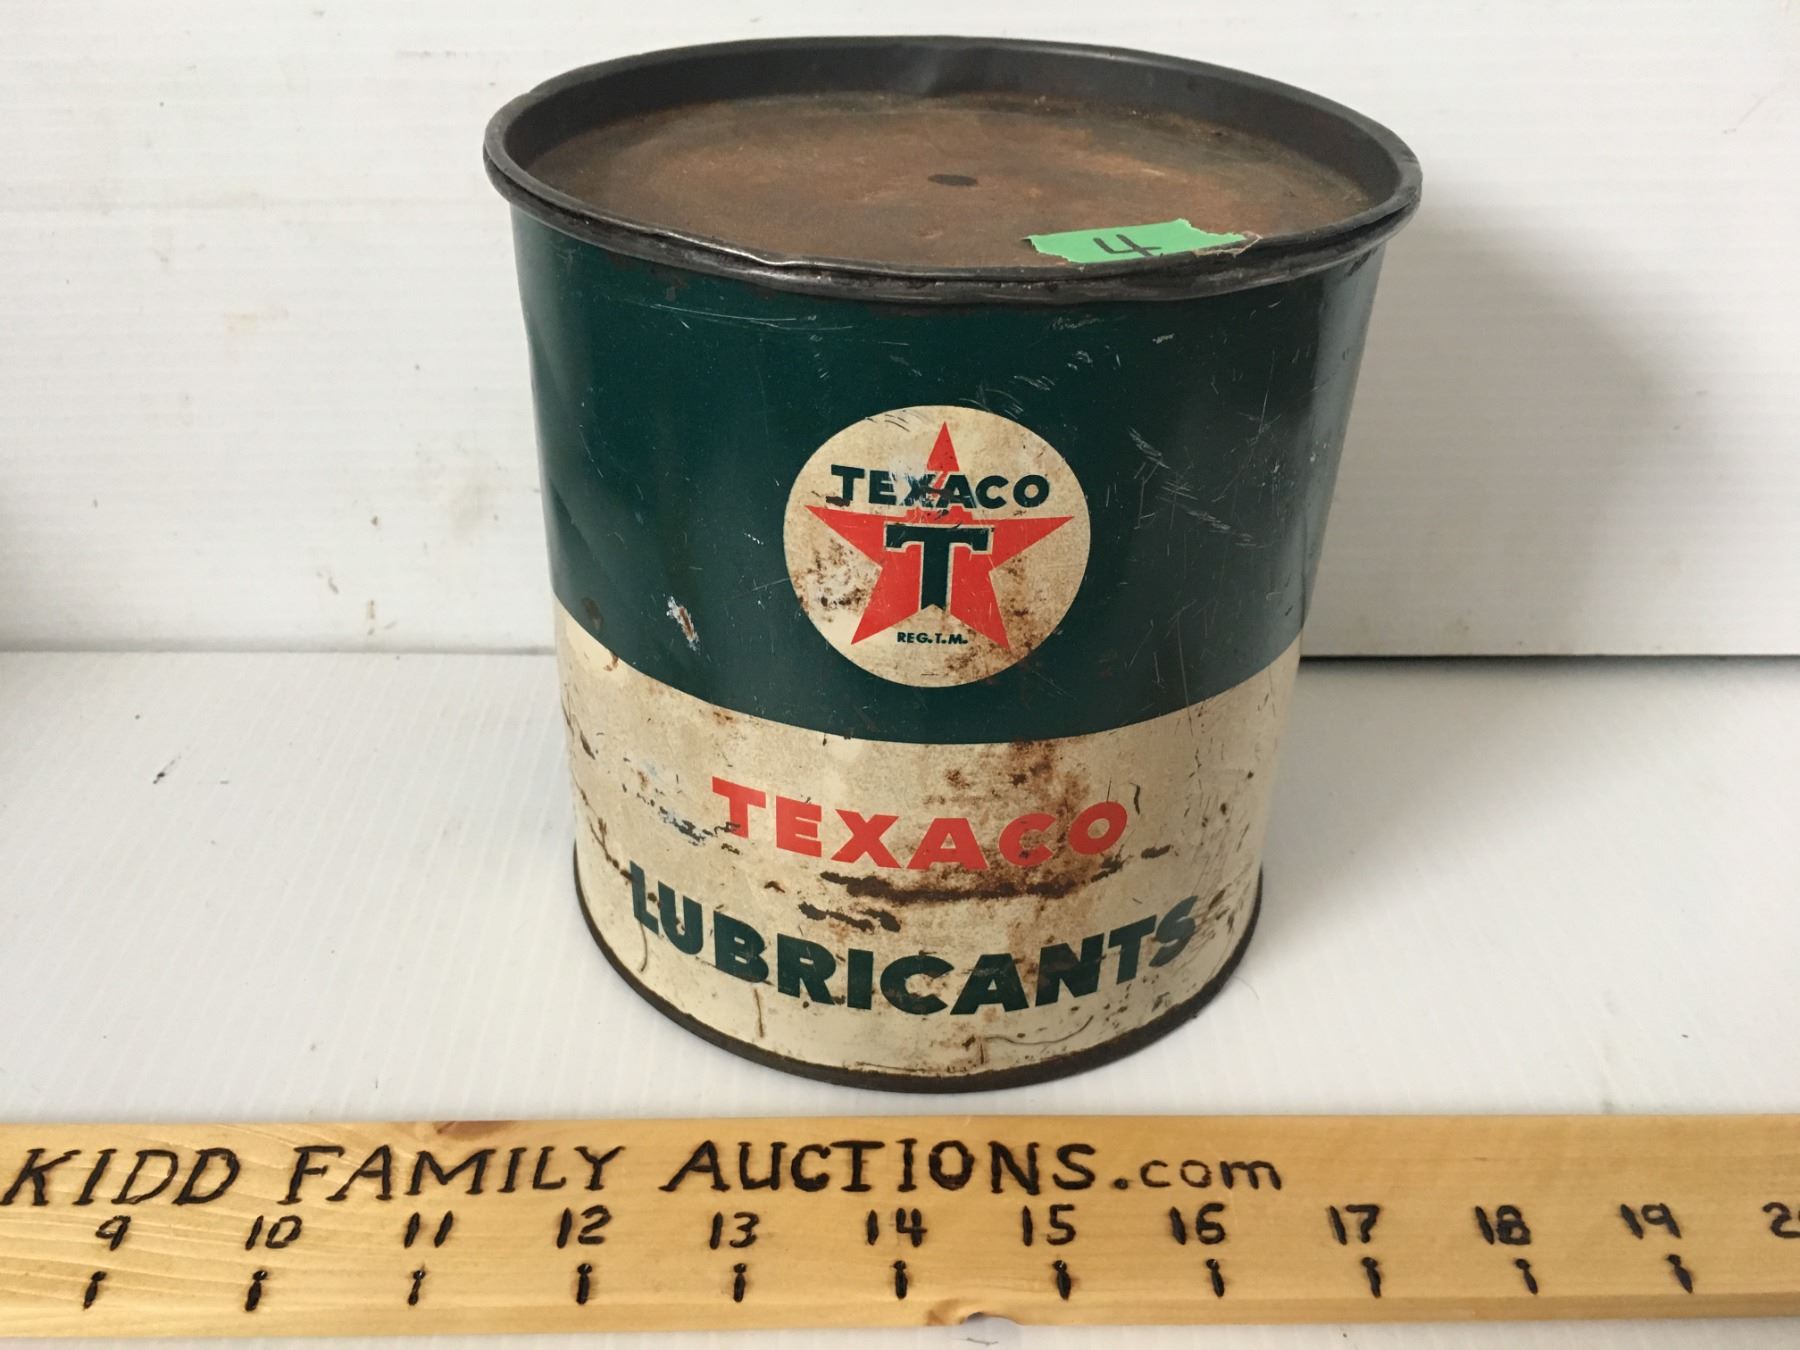 4
TEXACO
T
REG. T.M.
TEXACO
LUBRICANTS
KIDD FAMILY AUCTIONS.com
9 10 11 12 13 14 15 16 17 18 19